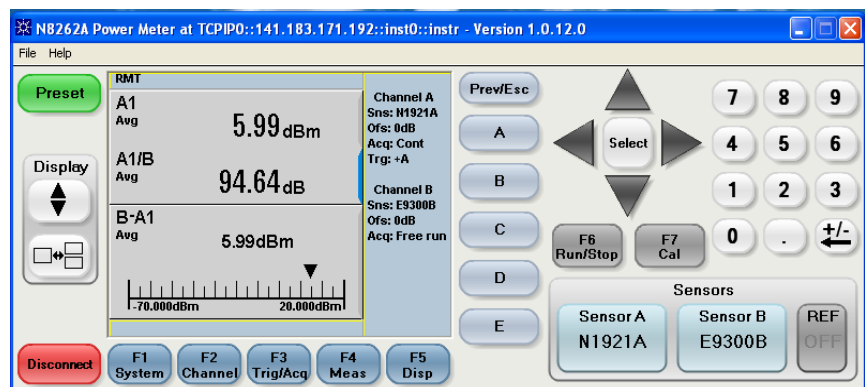 N8262A Power Meter at TCPIP0::141.183.171.192::inst0::instr - Version 1.0.12.0
File Help
Preset
Display
Disconnect
RMT
A1
Avg
5.99dBm
A1/B
Avg
94.64dB
B-A1
Avg
5.99dBm
-70.000dBm 20.000dBm
Channel A
Sns: N1921A
Ofs: 0dB
Acq: Cont
Trg: +A
Channel B
Sns: E9300B
Ofs: 0dB
Acq: Free run
F1 System
F2 Channel
F3 Trig/Acq
F4 Meas
F5 Disp
Prev/Esc
A
B
C
D
E
Select
F6 Run/Stop
F7 Cal
7 8 9
4 5 6
1 2 3
0 . +/-
Sensors
Sensor A
N1921A
Sensor B
E9300B
REF
OFF